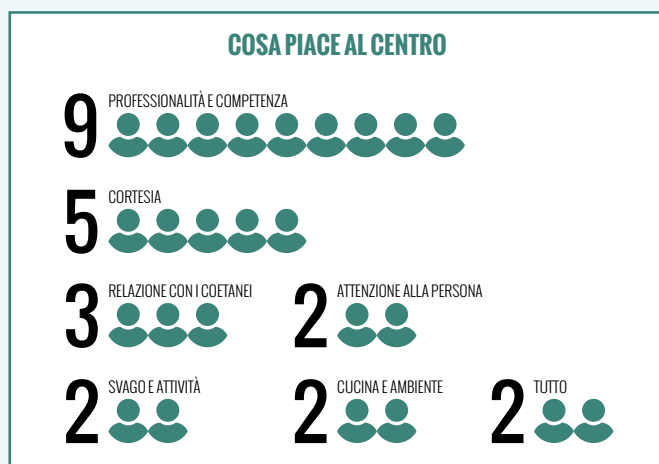 COSA PIACE AL CENTRO
9 PROFESSIONALITÀ E COMPETENZA
5 CORTESIA
3 RELAZIONE CON I COETANEI
2 ATTENZIONE ALLA PERSONA
2 SVAGO E ATTIVITÀ
2 CUCINA E AMBIENTE
2 TUTTO